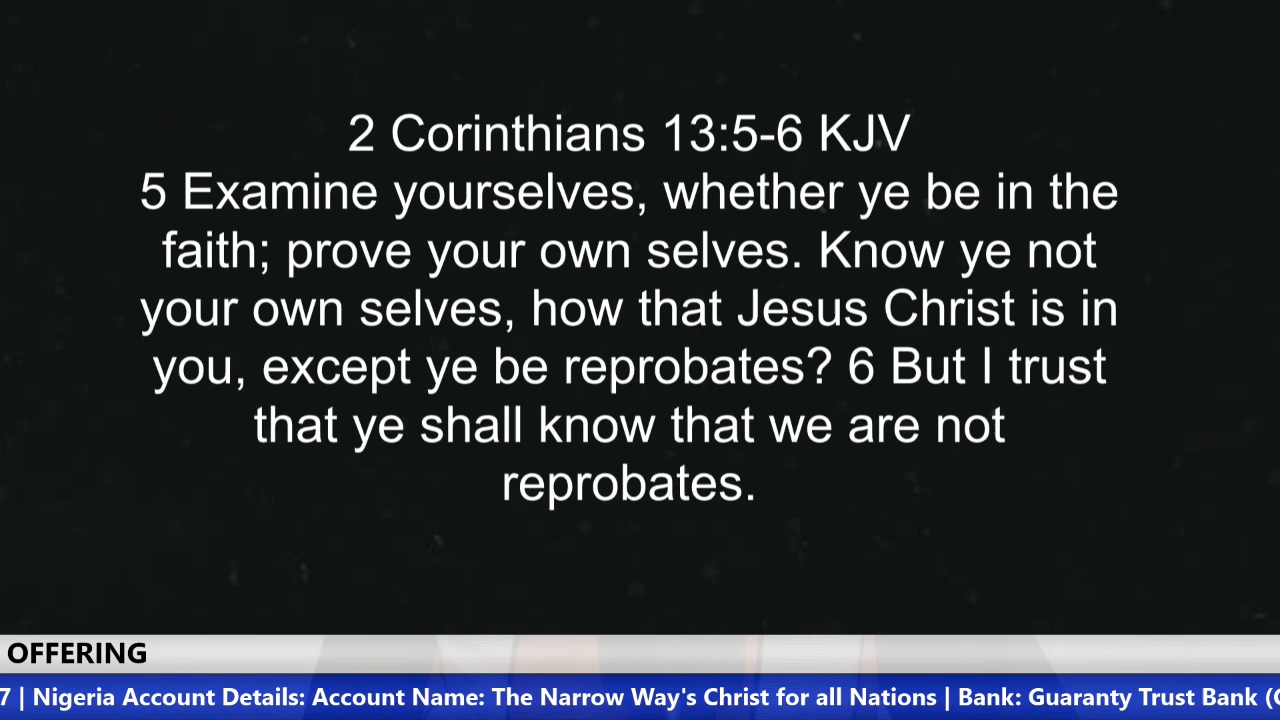 2 Corinthians 13:5-6 KJV
5 Examine yourselves, whether ye be in the
faith; prove your own selves. Know ye not
your own selves, how that Jesus Christ is in
you, except ye be reprobates? 6 But I trust
that ye shall know that we are not
reprobates.
OFFERING
7 | Nigeria Account Details: Account Name: The Narrow Way's Christ for all Nations | Bank: Guaranty Trust Bank (